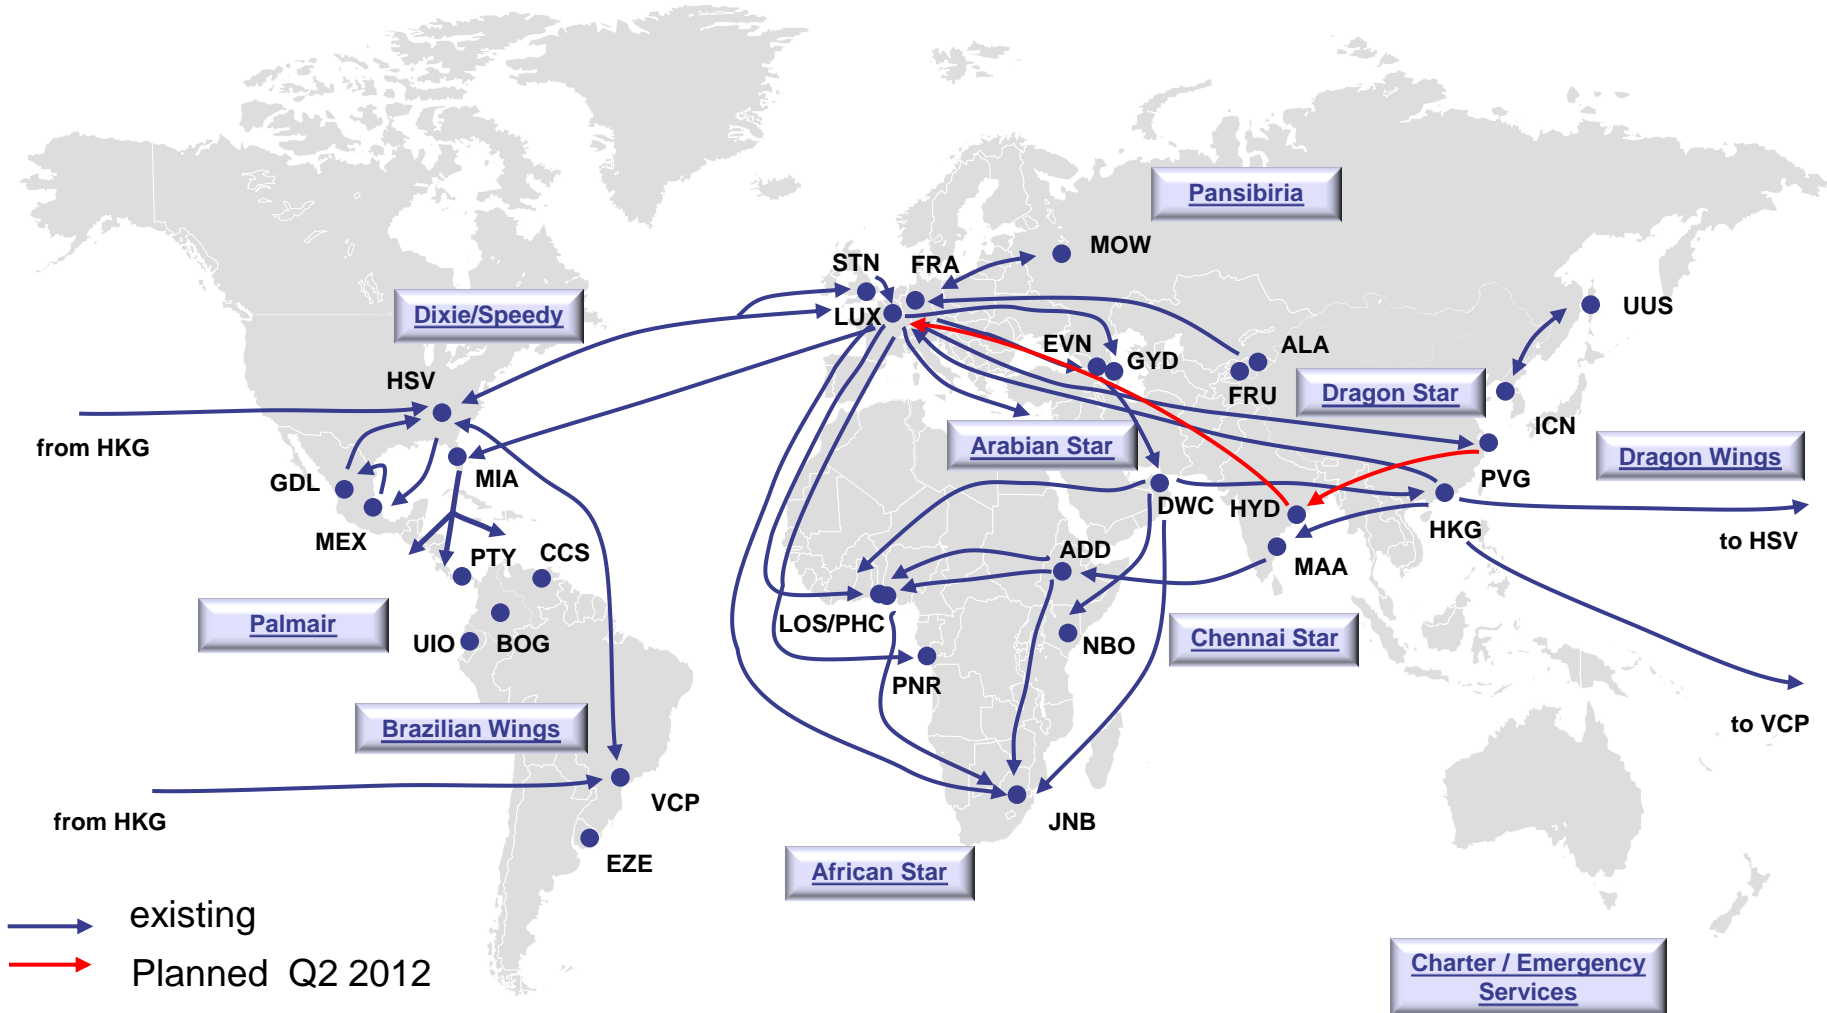 Pansibiria
MOW
STN
FRA
Dixie/Speedy
LUX
UUS
EVN
GYD
ALA
FRU
HSV
Dragon Star
ICN
from HKG
Arabian Star
Dragon Wings
GDL
MIA
PVG
DWC
HYD
HKG
to HSV
MEX
PTY
CCS
ADD
MAA
Palmair
LOS/PHC
Chennai Star
UIO
BOG
NBO
PNR
Brazilian Wings
to VCP
VCP
from HKG
JNB
EZE
African Star
existing
Planned Q2 2012
Charter / Emergency
Services